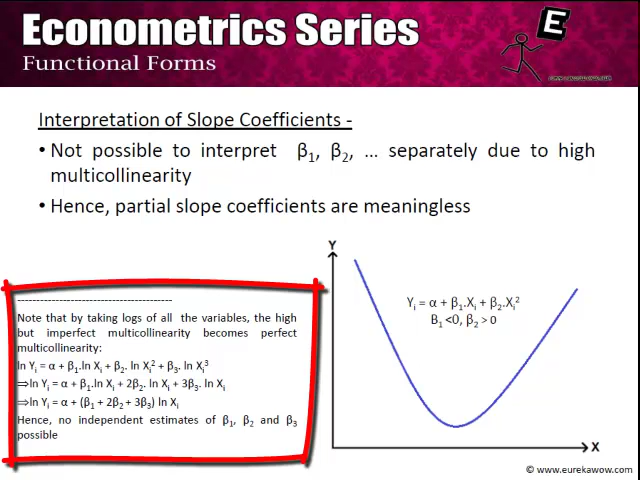 Econometrics Series
Functional Forms
E
Interpretation of Slope Coefficients -
• Not possible to interpret β₁, β₂, … separately due to high
multicollinearity
• Hence, partial slope coefficients are meaningless
----------------------------------------
Note that by taking logs of all the variables, the high
but imperfect multicollinearity becomes perfect
multicollinearity:
ln Yᵢ = α + β₁.ln Xᵢ + β₂. ln Xᵢ² + β₃. ln Xᵢ³
⇒ln Yᵢ = α + β₁.ln Xᵢ + 2β₂. ln Xᵢ + 3β₃. ln Xᵢ
⇒ln Yᵢ = α + (β₁ + 2β₂ + 3β₃) ln Xᵢ
Hence, no independent estimates of β₁, β₂ and β₃
possible
Y
Yᵢ = α + β₁.Xᵢ + β₂.Xᵢ²
B₁ <0, β₂ > 0
X
© www.eurekawow.com